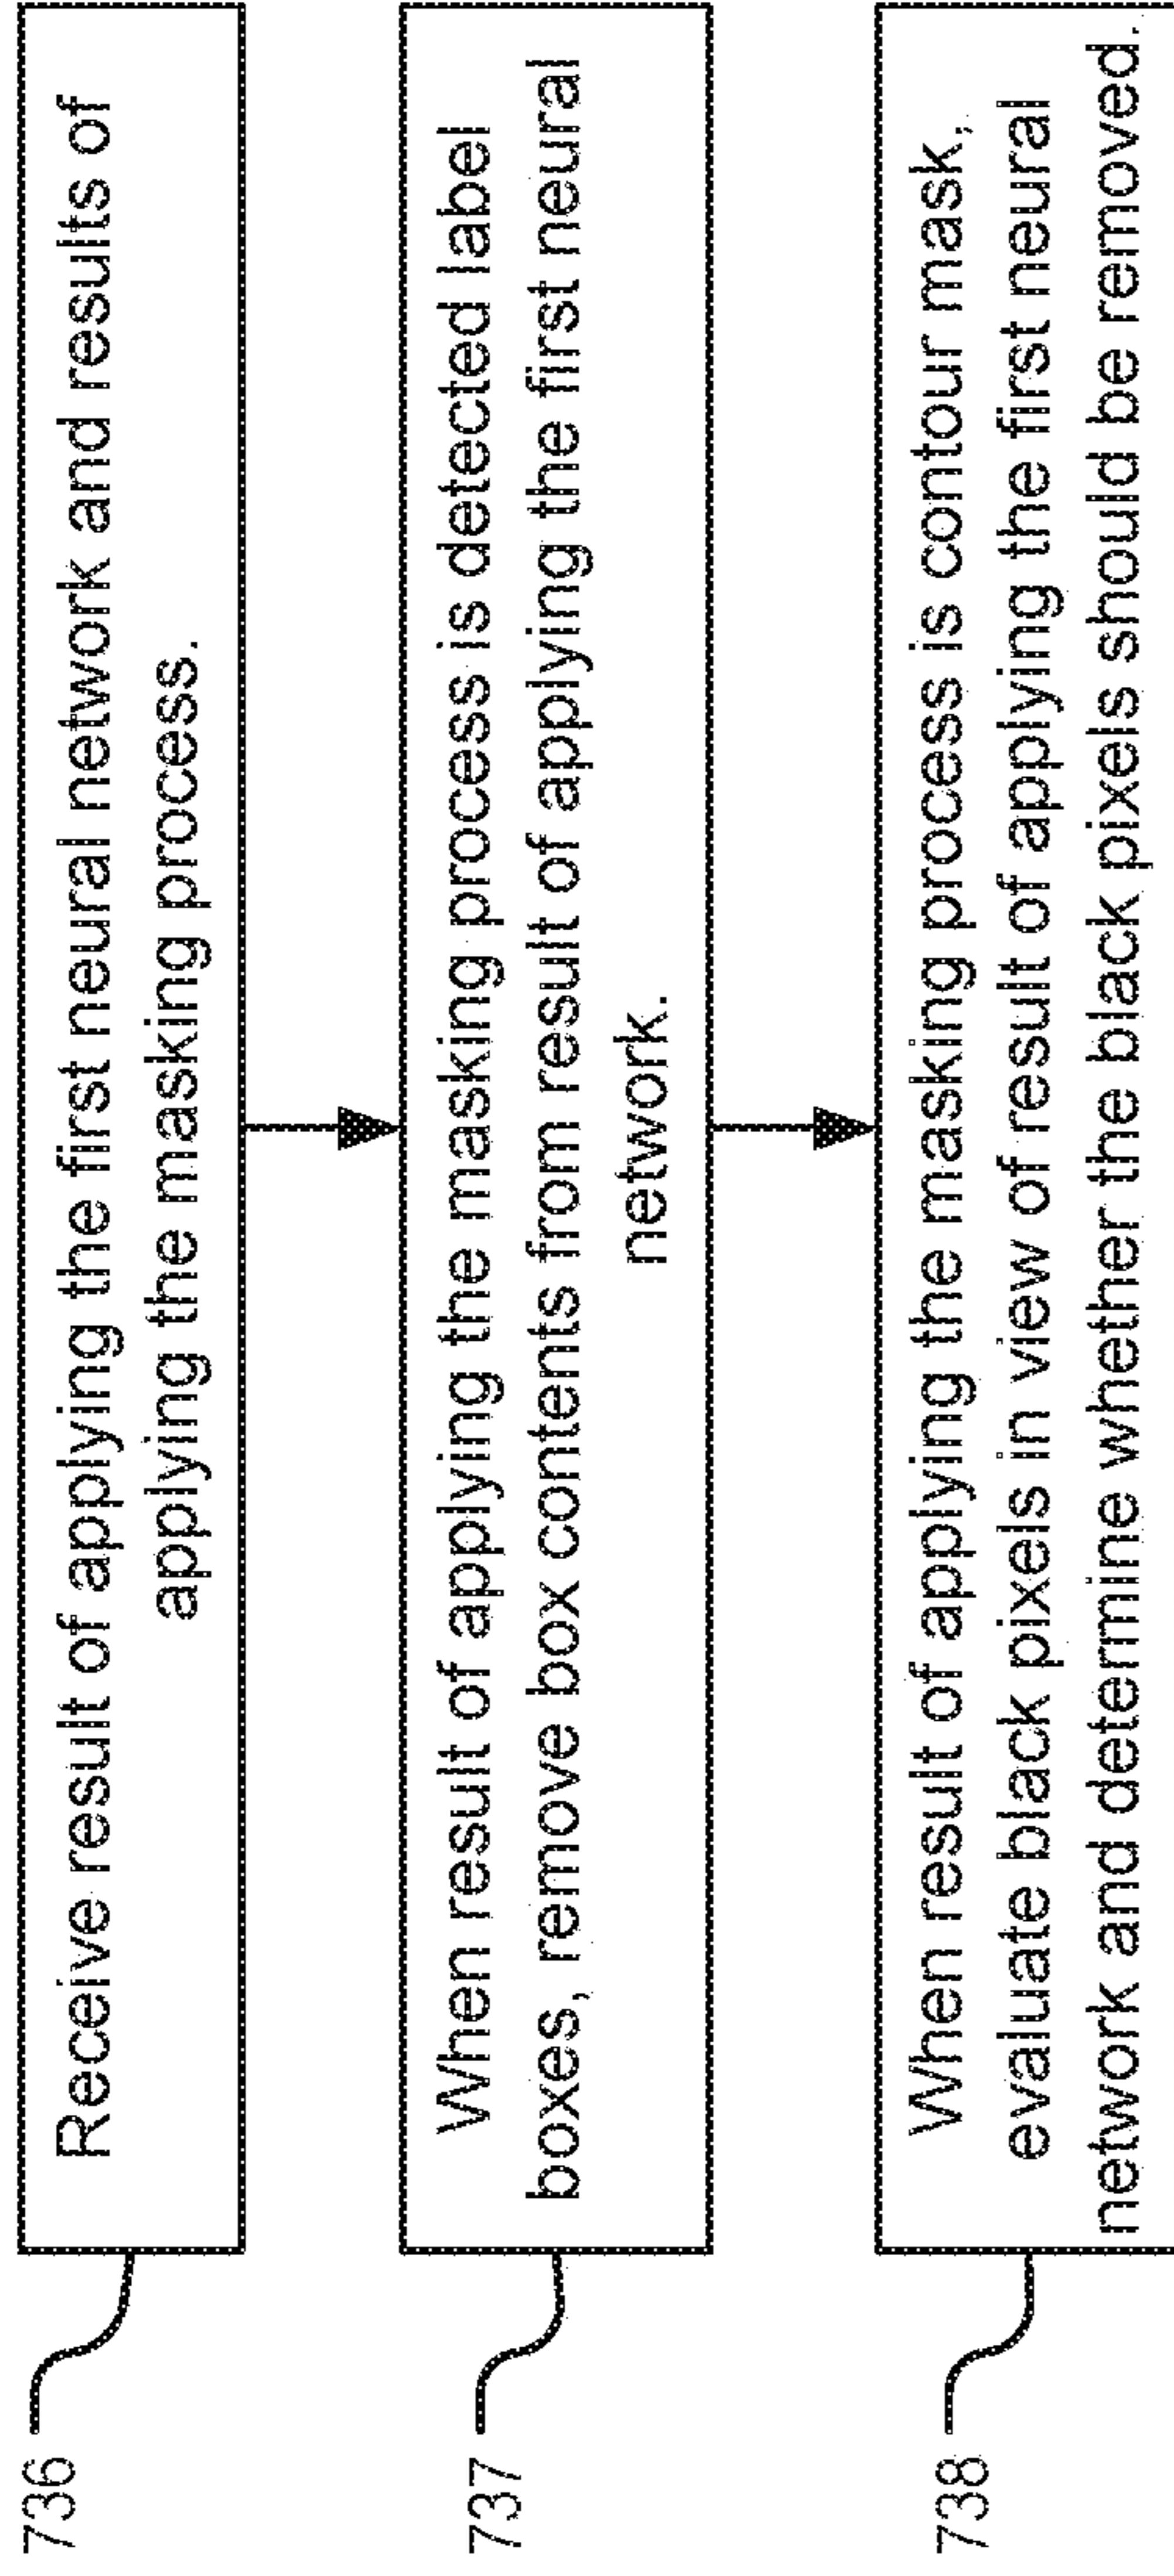 736
Receive result of applying the first neural network and results of
applying the masking process.
737
When result of applying the masking process is detected label
boxes, remove box contents from result of applying the first neural
network.
738
When result of applying the masking process is contour mask,
evaluate black pixels in view of result of applying the first neural
network and determine whether the black pixels should be removed.